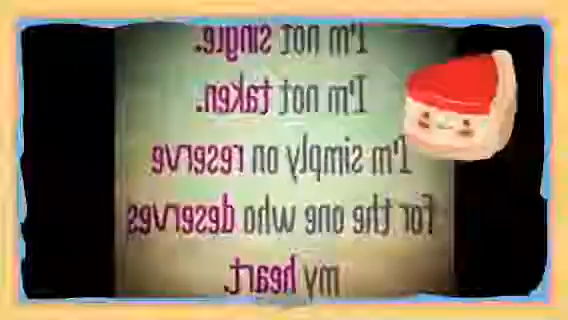 I'm not single.
I'm not taken.
I'm simply on reserve
for the one who deserves
my heart.